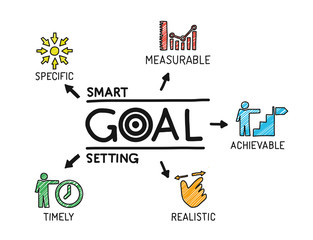 MEASURABLE
SPECIFIC
SMART
GOAL
SETTING
ACHIEVABLE
TIMELY
REALISTIC